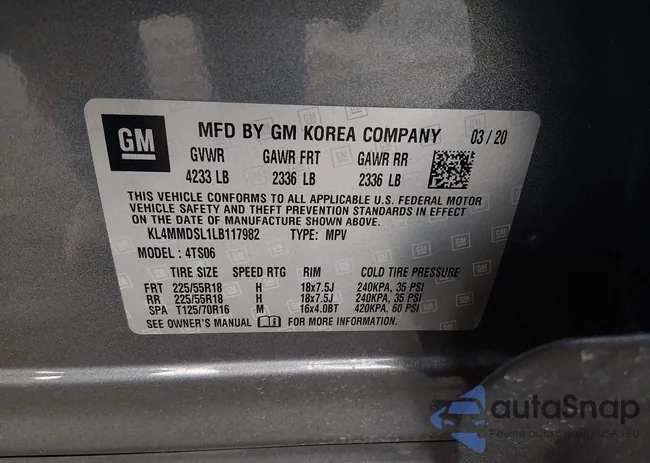 GM
MFD BY GM KOREA COMPANY 03 / 20
GVWR GAWR FRT GAWR RR
4233 LB 2336 LB 2336 LB
THIS VEHICLE CONFORMS TO ALL APPLICABLE U.S. FEDERAL MOTOR
VEHICLE SAFETY AND THEFT PREVENTION STANDARDS IN EFFECT
ON THE DATE OF MANUFACTURE SHOWN ABOVE.
KL4MMDSL1LB117982 TYPE: MPV
MODEL : 4TS06
TIRE SIZE SPEED RTG RIM COLD TIRE PRESSURE
FRT 225/55R18 H 18x7.5J 240KPA, 35 PSI
RR 225/55R18 H 18x7.5J 240KPA, 35 PSI
SPA T125/70R16 M 16x4.0BT 420KPA, 60 PSI
SEE OWNER'S MANUAL FOR MORE INFORMATION
autoSnap